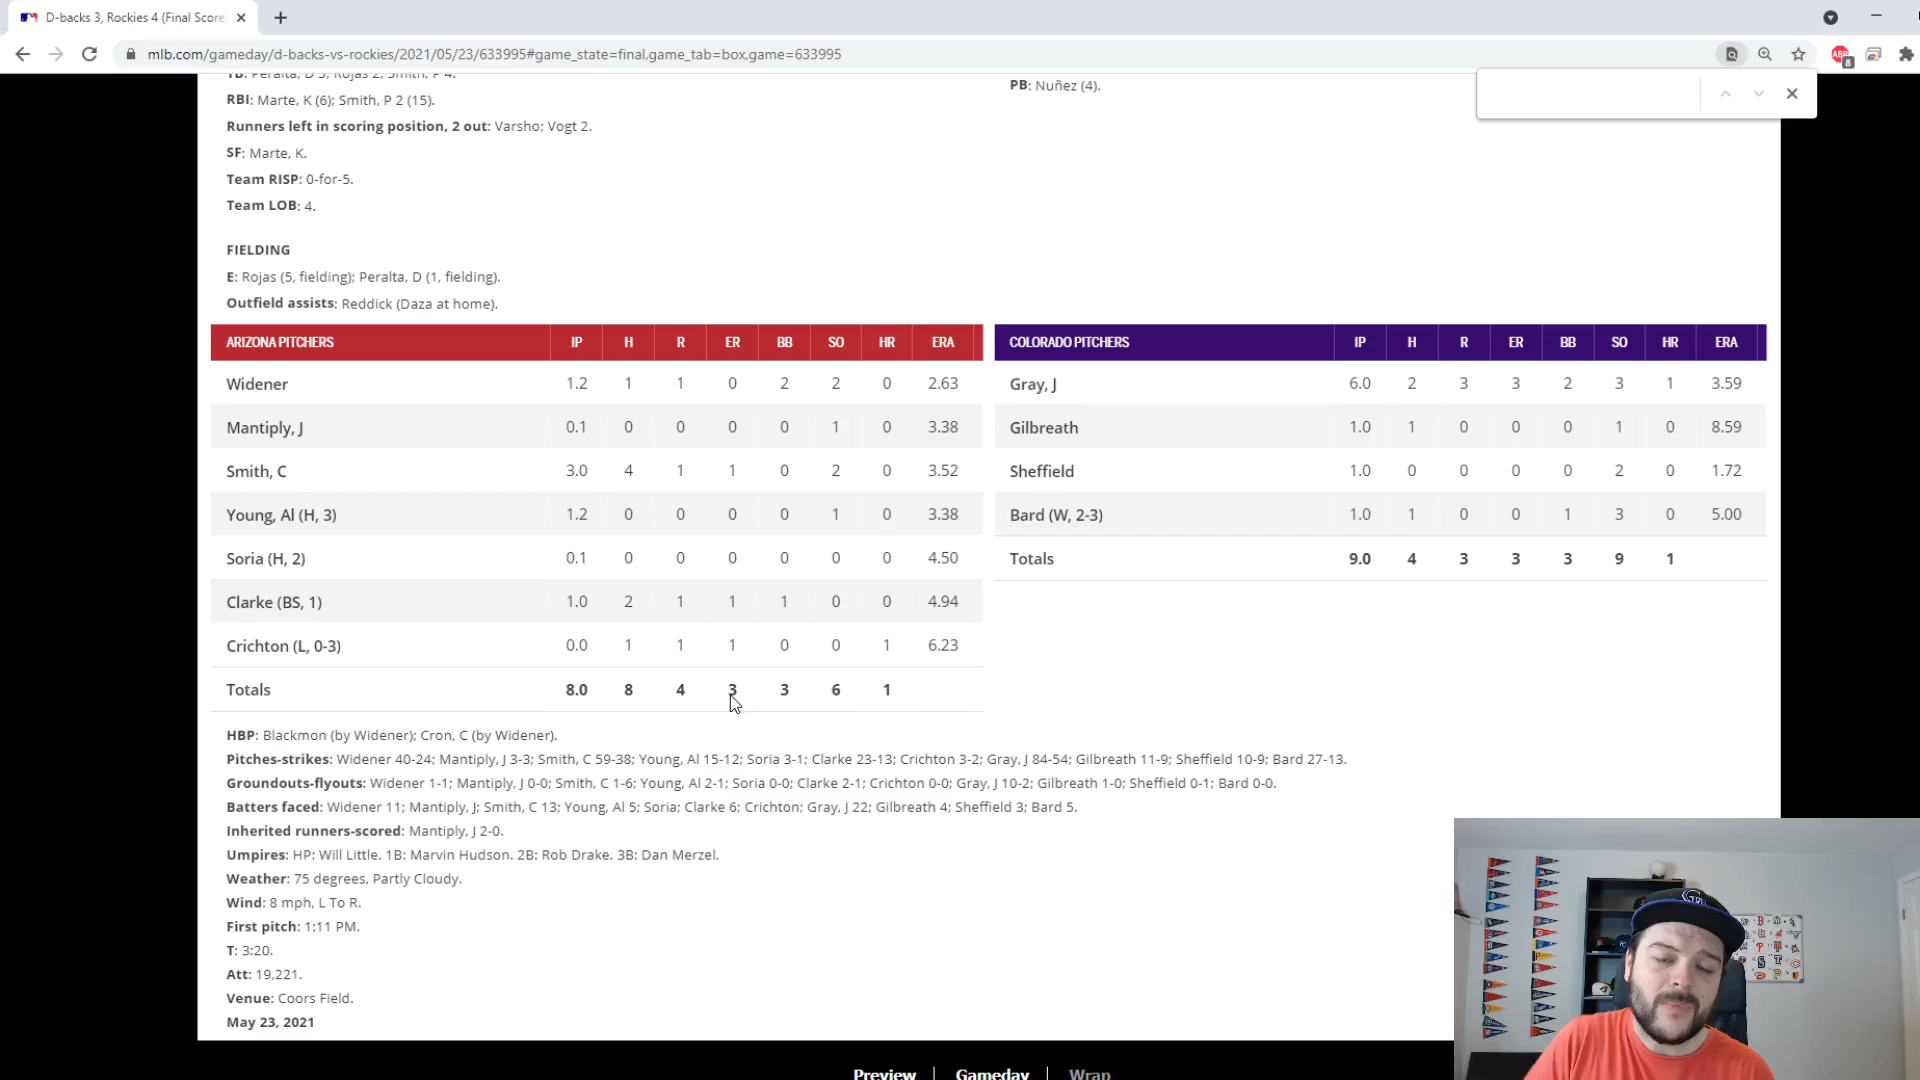 D-backs 3, Rockies 4 (Final Score
mlb.com/gameday/d-backs-vs-rockies/2021/05/23/633995#game_state=final,game_tab=box,game=633995
ABP
8
TB: Peralta, D 3; Rojas 2; Smith, P 4.
RBI: Marte, K (6); Smith, P 2 (15).
Runners left in scoring position, 2 out: Varsho; Vogt 2.
SF: Marte, K.
Team RISP: 0-for-5.
Team LOB: 4.
PB: Nuñez (4).
FIELDING
E: Rojas (5, fielding); Peralta, D (1, fielding).
Outfield assists: Reddick (Daza at home).
ARIZONA PITCHERS IP H R ER BB SO HR ERA
Widener 1.2 1 1 0 2 2 0 2.63
Mantiply, J 0.1 0 0 0 0 1 0 3.38
Smith, C 3.0 4 1 1 0 2 0 3.52
Young, Al (H, 3) 1.2 0 0 0 0 1 0 3.38
Soria (H, 2) 0.1 0 0 0 0 0 0 4.50
Clarke (BS, 1) 1.0 2 1 1 1 0 0 4.94
Crichton (L, 0-3) 0.0 1 1 1 0 0 1 6.23
Totals 8.0 8 4 3 3 6 1
COLORADO PITCHERS IP H R ER BB SO HR ERA
Gray, J 6.0 2 3 3 2 3 1 3.59
Gilbreath 1.0 1 0 0 0 1 0 8.59
Sheffield 1.0 0 0 0 0 2 0 1.72
Bard (W, 2-3) 1.0 1 0 0 1 3 0 5.00
Totals 9.0 4 3 3 3 9 1
HBP: Blackmon (by Widener); Cron, C (by Widener).
Pitches-strikes: Widener 40-24; Mantiply, J 3-3; Smith, C 59-38; Young, Al 15-12; Soria 3-1; Clarke 23-13; Crichton 3-2; Gray, J 84-54; Gilbreath 11-9; Sheffield 10-9; Bard 27-13.
Groundouts-flyouts: Widener 1-1; Mantiply, J 0-0; Smith, C 1-6; Young, Al 2-1; Soria 0-0; Clarke 2-1; Crichton 0-0; Gray, J 10-2; Gilbreath 1-0; Sheffield 0-1; Bard 0-0.
Batters faced: Widener 11; Mantiply, J; Smith, C 13; Young, Al 5; Soria; Clarke 6; Crichton; Gray, J 22; Gilbreath 4; Sheffield 3; Bard 5.
Inherited runners-scored: Mantiply, J 2-0.
Umpires: HP: Will Little. 1B: Marvin Hudson. 2B: Rob Drake. 3B: Dan Merzel.
Weather: 75 degrees, Partly Cloudy.
Wind: 8 mph, L To R.
First pitch: 1:11 PM.
T: 3:20.
Att: 19,221.
Venue: Coors Field.
May 23, 2021
Preview | Gameday | Wrap